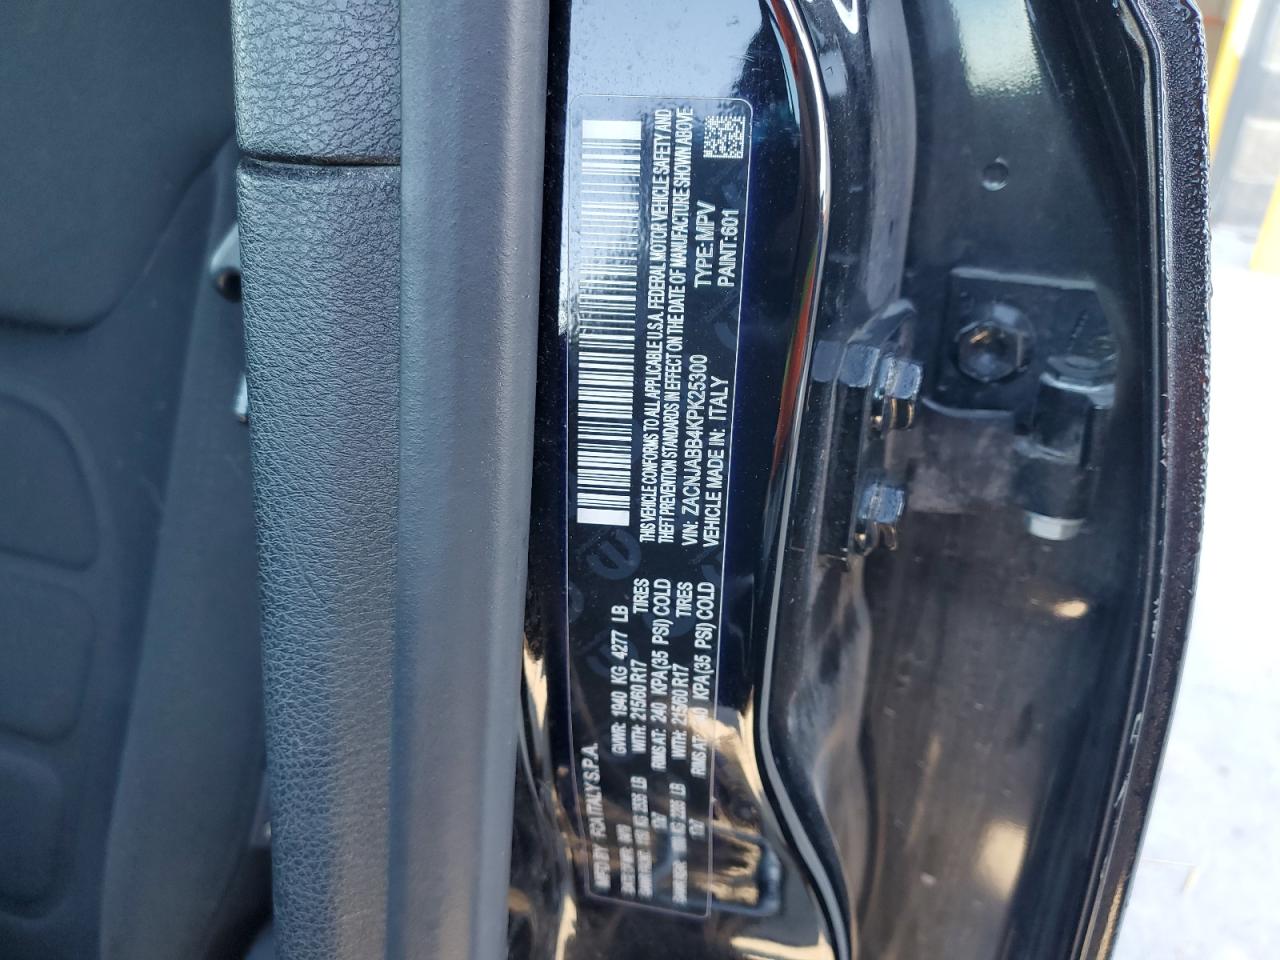 MFD BY FCA ITALY S.P.A.
GVWR: 1940 KG 4277 LB
WITH: 215/60 R17 TIRES
RIMS AT: 240 KPA(35 PSI) COLD
WITH: 215/60 R17 TIRES
RIMS AT: 240 KPA(35 PSI) COLD
THIS VEHICLE CONFORMS TO ALL APPLICABLE U.S.A. FEDERAL MOTOR VEHICLE SAFETY AND
THEFT PREVENTION STANDARDS IN EFFECT ON THE DATE OF MANUFACTURE SHOWN ABOVE
VIN: ZACNJABB4KPK25300 TYPE: MPV
VEHICLE MADE IN: ITALY PAINT:601